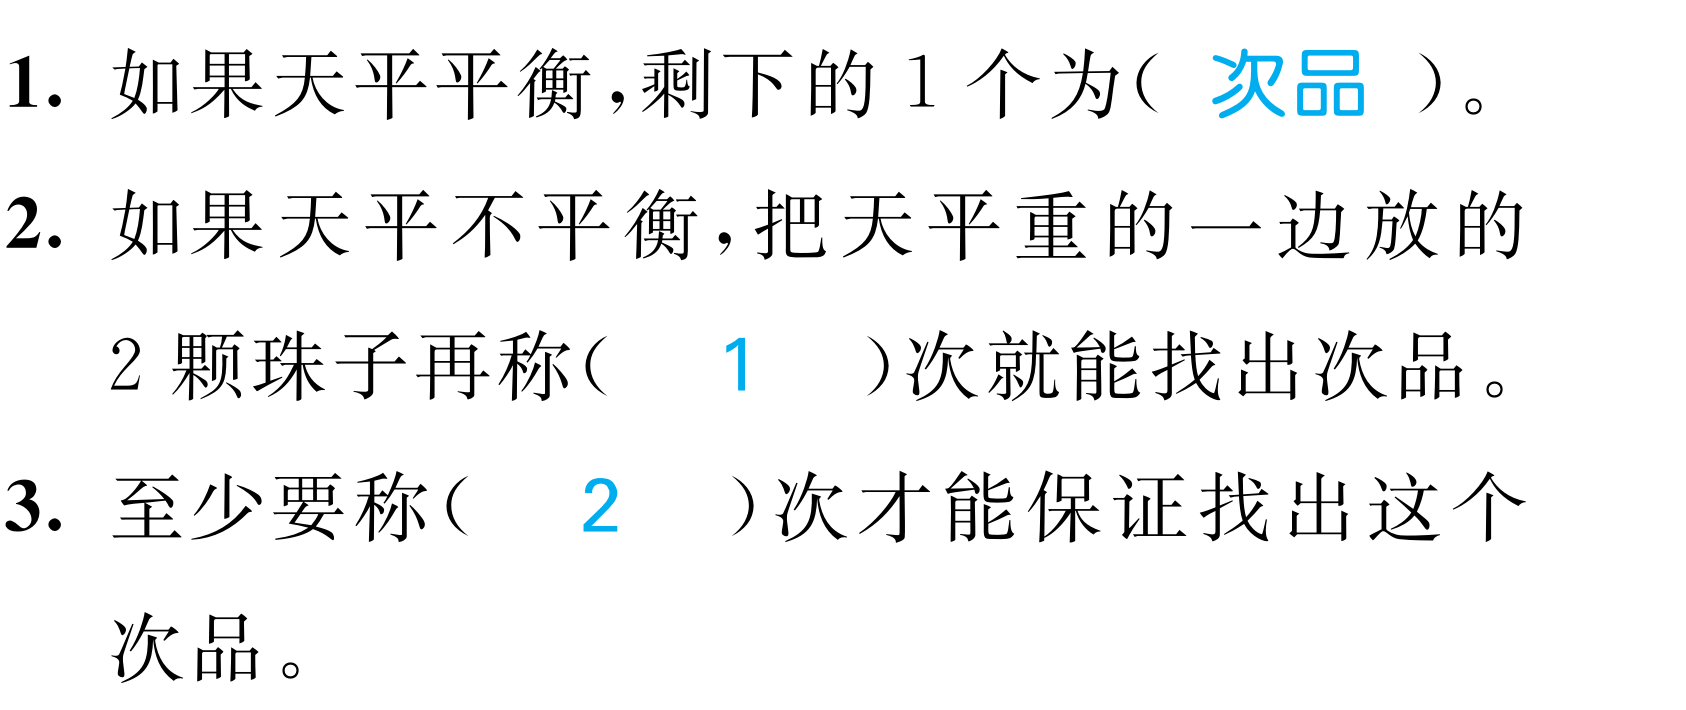 1. 如果天平平衡,剩下的1个为( 次品 )。
2. 如果天平不平衡,把天平重的一边放的
2颗珠子再称( 1 )次就能找出次品。
3. 至少要称( 2 )次才能保证找出这个
次品。